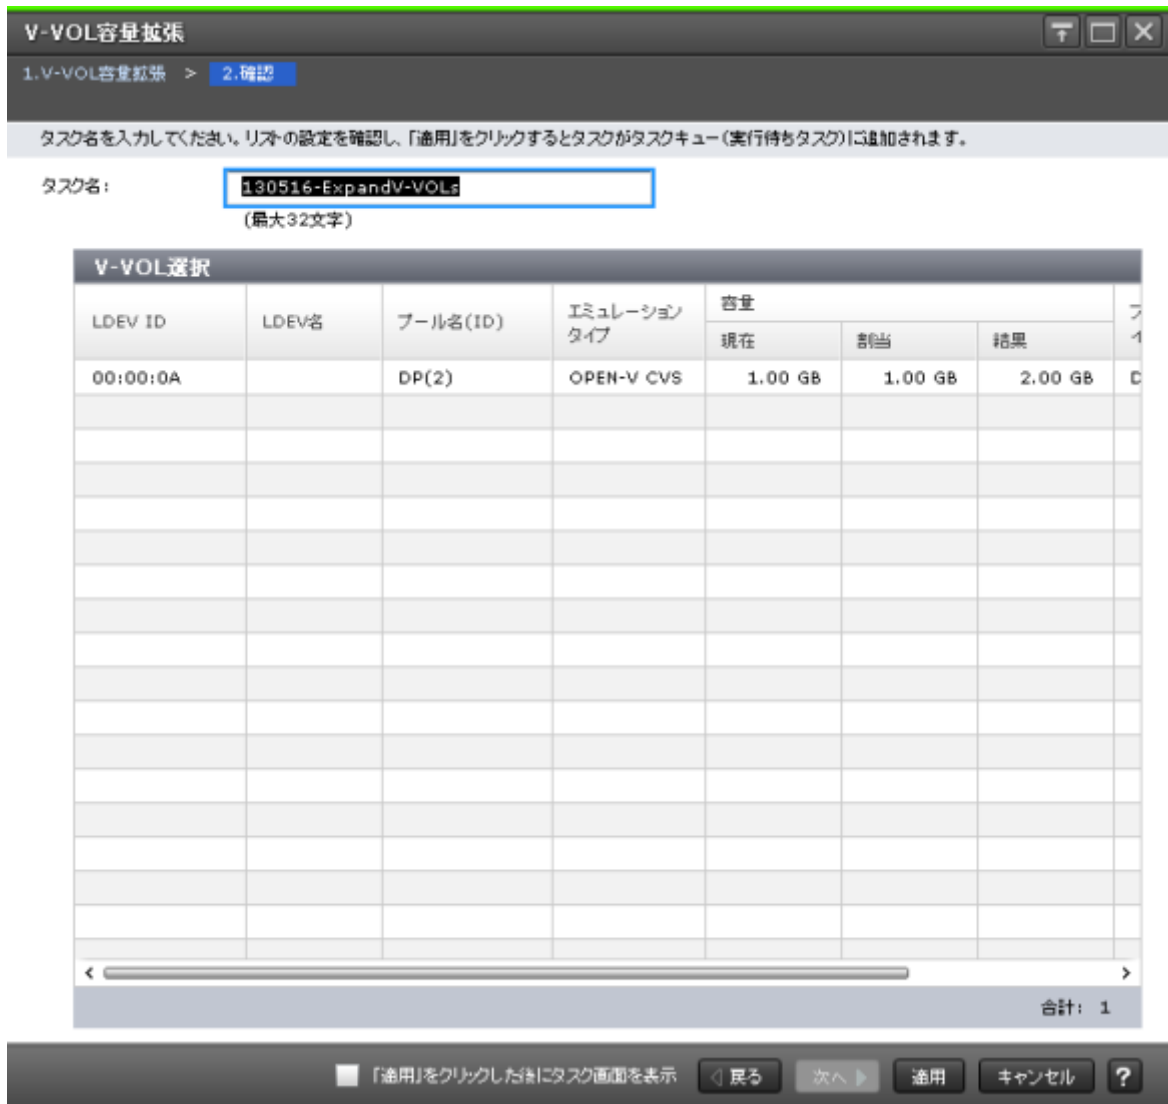 V-VOL容量拡張
1.V-VOL容量拡張 > 2.確認
タスク名を入力してください。リストの設定を確認し、「適用」をクリックするとタスクがタスクキュー(実行待ちタスク)に追加されます。
タスク名:
130516-ExpandV-VOLs
(最大32文字)
V-VOL選択
LDEV ID LDEV名 プール名(ID) エミュレーション 容量
タイプ 現在 割当 結果
00:00:0A DP(2) OPEN-V CVS 1.00 GB 1.00 GB 2.00 GB
合計: 1
「適用」をクリックした後にタスク画面を表示 戻る 次へ 適用 キャンセル ?